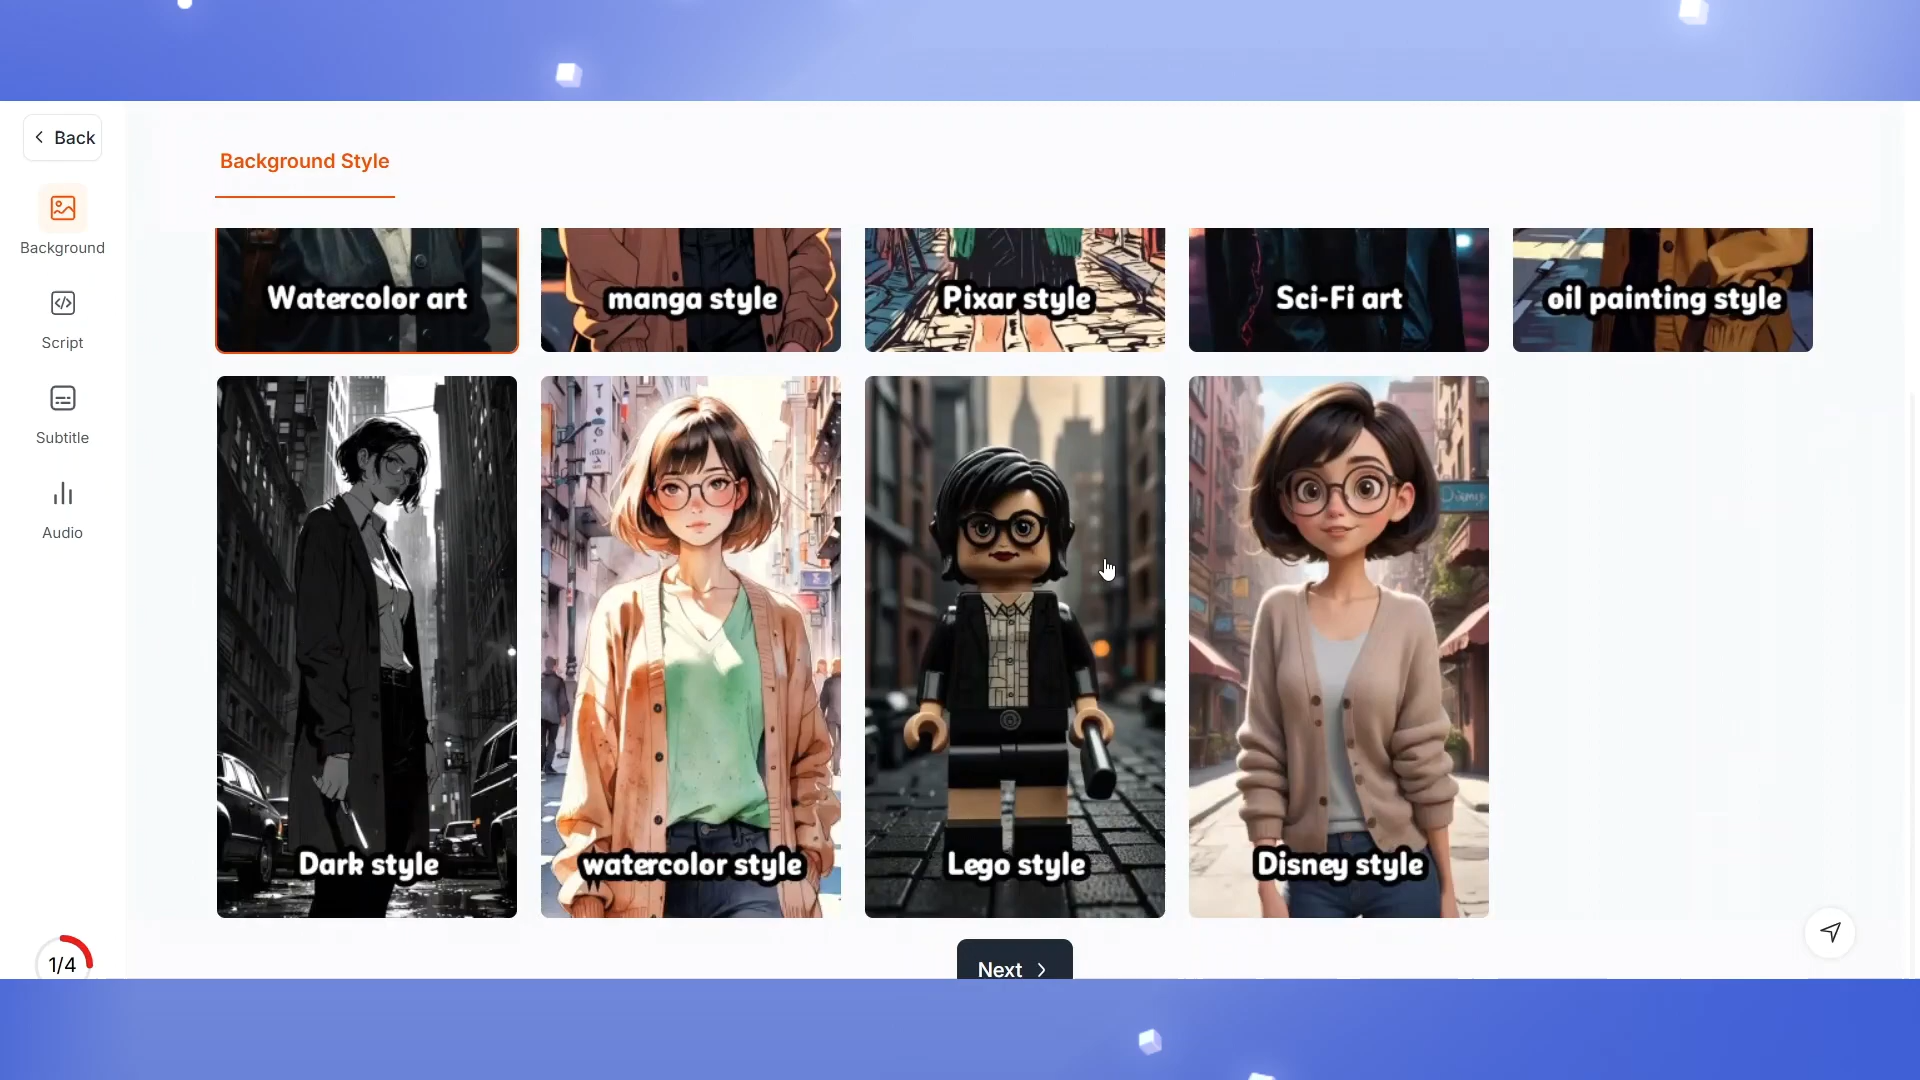 Back
Background Style
Background
Script
Subtitle
Audio
Watercolor art
manga style
Pixar style
Sci-Fi art
oil painting style
Dark style
watercolor style
Lego style
Disney style
1/4
Next